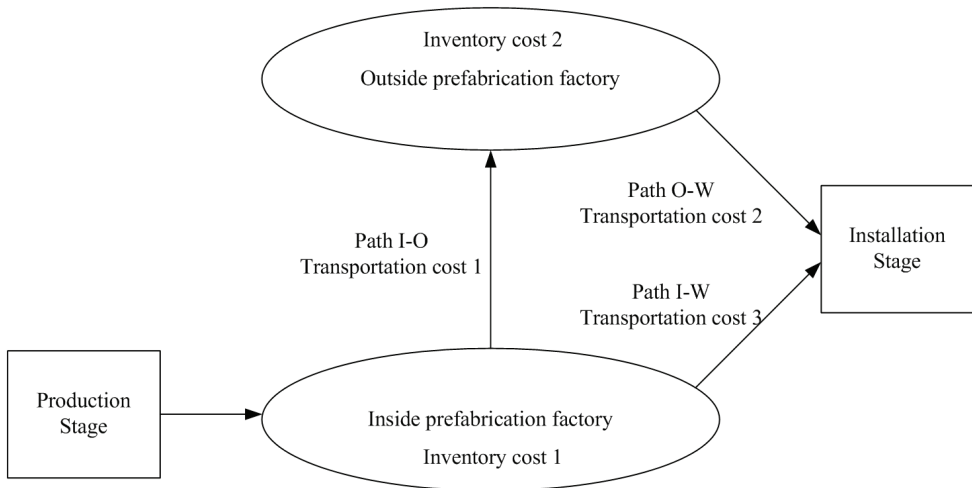 Inventory cost 2
Outside prefabrication factory
Path O-W
Transportation cost 2
Path I-O
Transportation cost 1
Installation
Stage
Path I-W
Transportation cost 3
Production
Stage
Inside prefabrication factory
Inventory cost 1